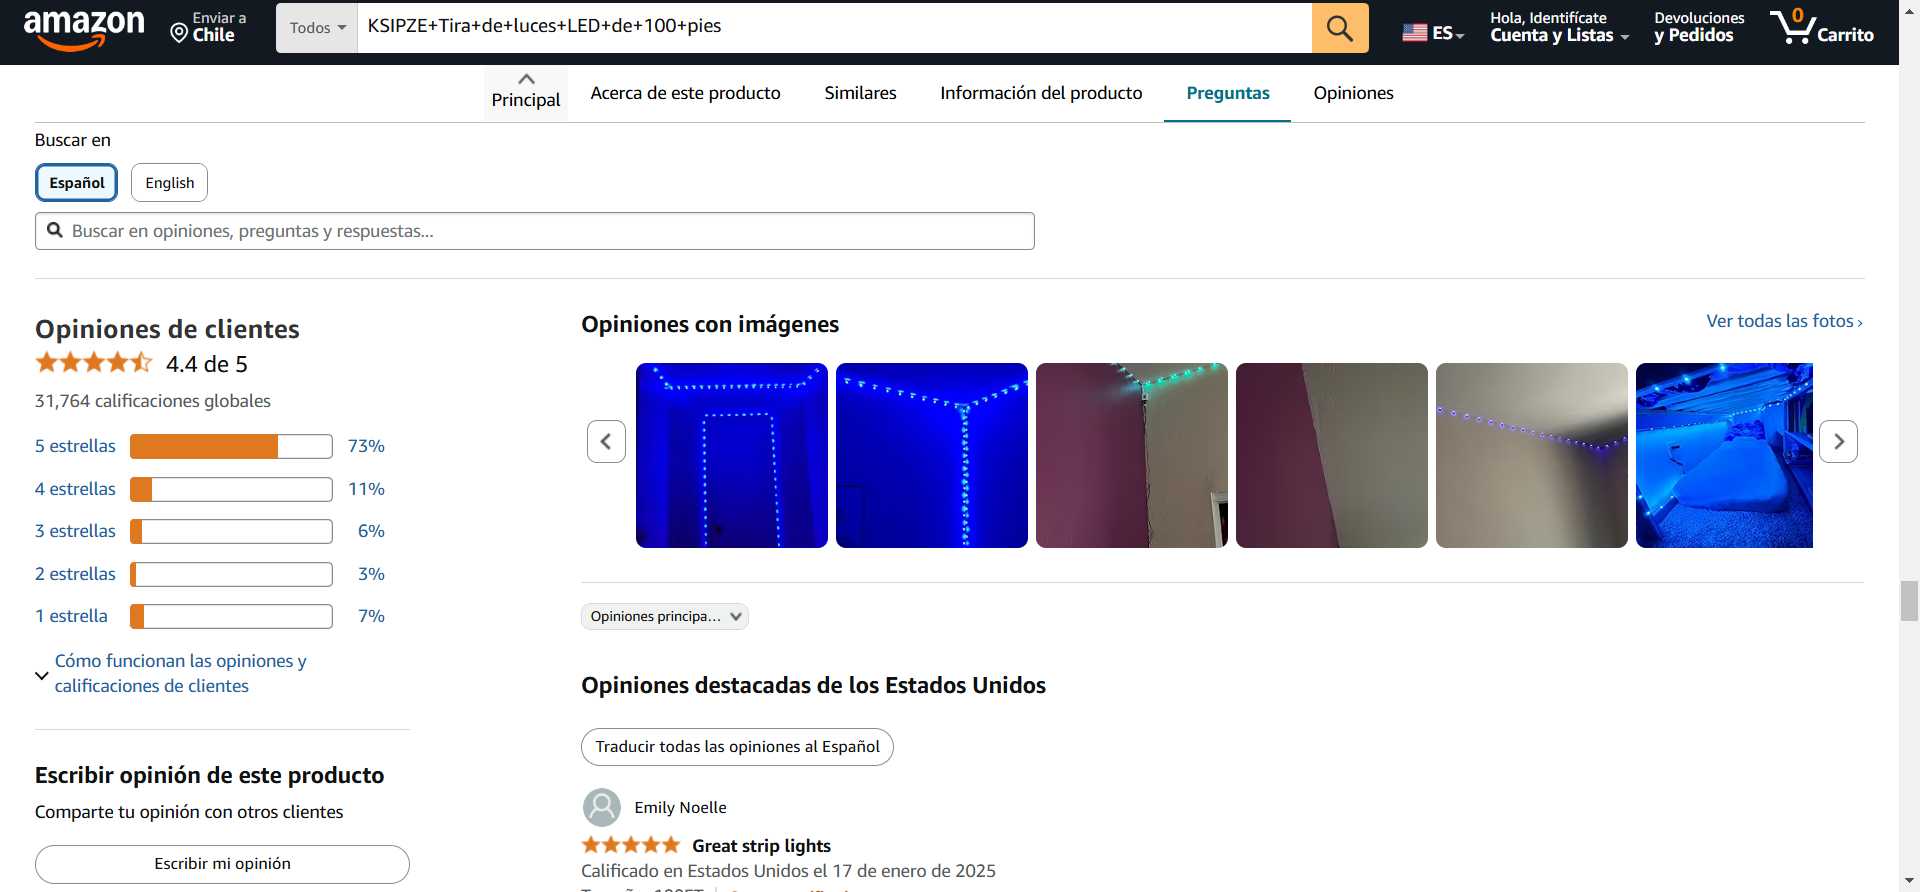 amazon
Enviar a
Chile
Todos
KSIPZE+Tira+de+luces+LED+de+100+pies
ES
Hola, Identifícate
Cuenta y Listas
Devoluciones
y Pedidos
0
Carrito
Principal
Acerca de este producto
Similares
Información del producto
Preguntas
Opiniones
Buscar en
Español
English
Buscar en opiniones, preguntas y respuestas...
Opiniones de clientes
4.4 de 5
31,764 calificaciones globales
5 estrellas 73%
4 estrellas 11%
3 estrellas 6%
2 estrellas 3%
1 estrella 7%
Cómo funcionan las opiniones y
calificaciones de clientes
Escribir opinión de este producto
Comparte tu opinión con otros clientes
Escribir mi opinión
Opiniones con imágenes
Ver todas las fotos ›
Opiniones principa...
Opiniones destacadas de los Estados Unidos
Traducir todas las opiniones al Español
Emily Noelle
Great strip lights
Calificado en Estados Unidos el 17 de enero de 2025